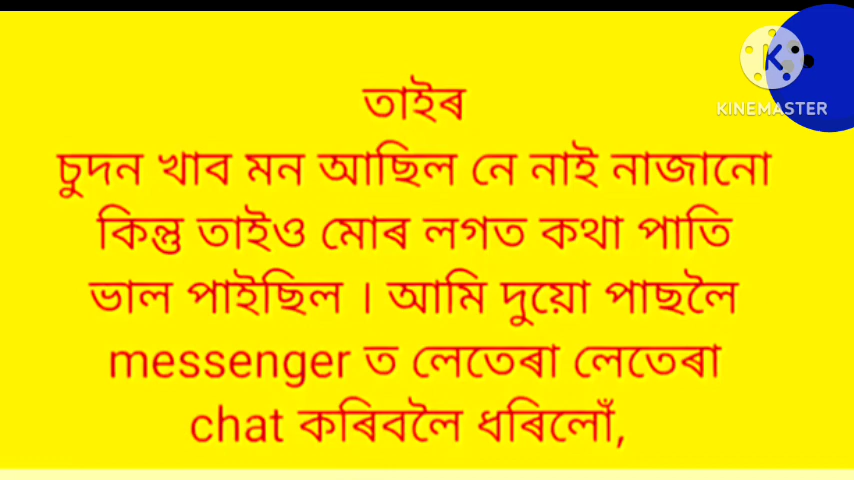 KINEMASTER
তাইৰ
চুদন খাব মন আছিল নে নাই নাজানো
কিন্তু তাইও মোৰ লগত কথা পাতি
ভাল পাইছিল । আমি দুয়ো পাছলৈ
messenger ত লেতেৰা লেতেৰা
chat কৰিবলৈ ধৰিলোঁ,